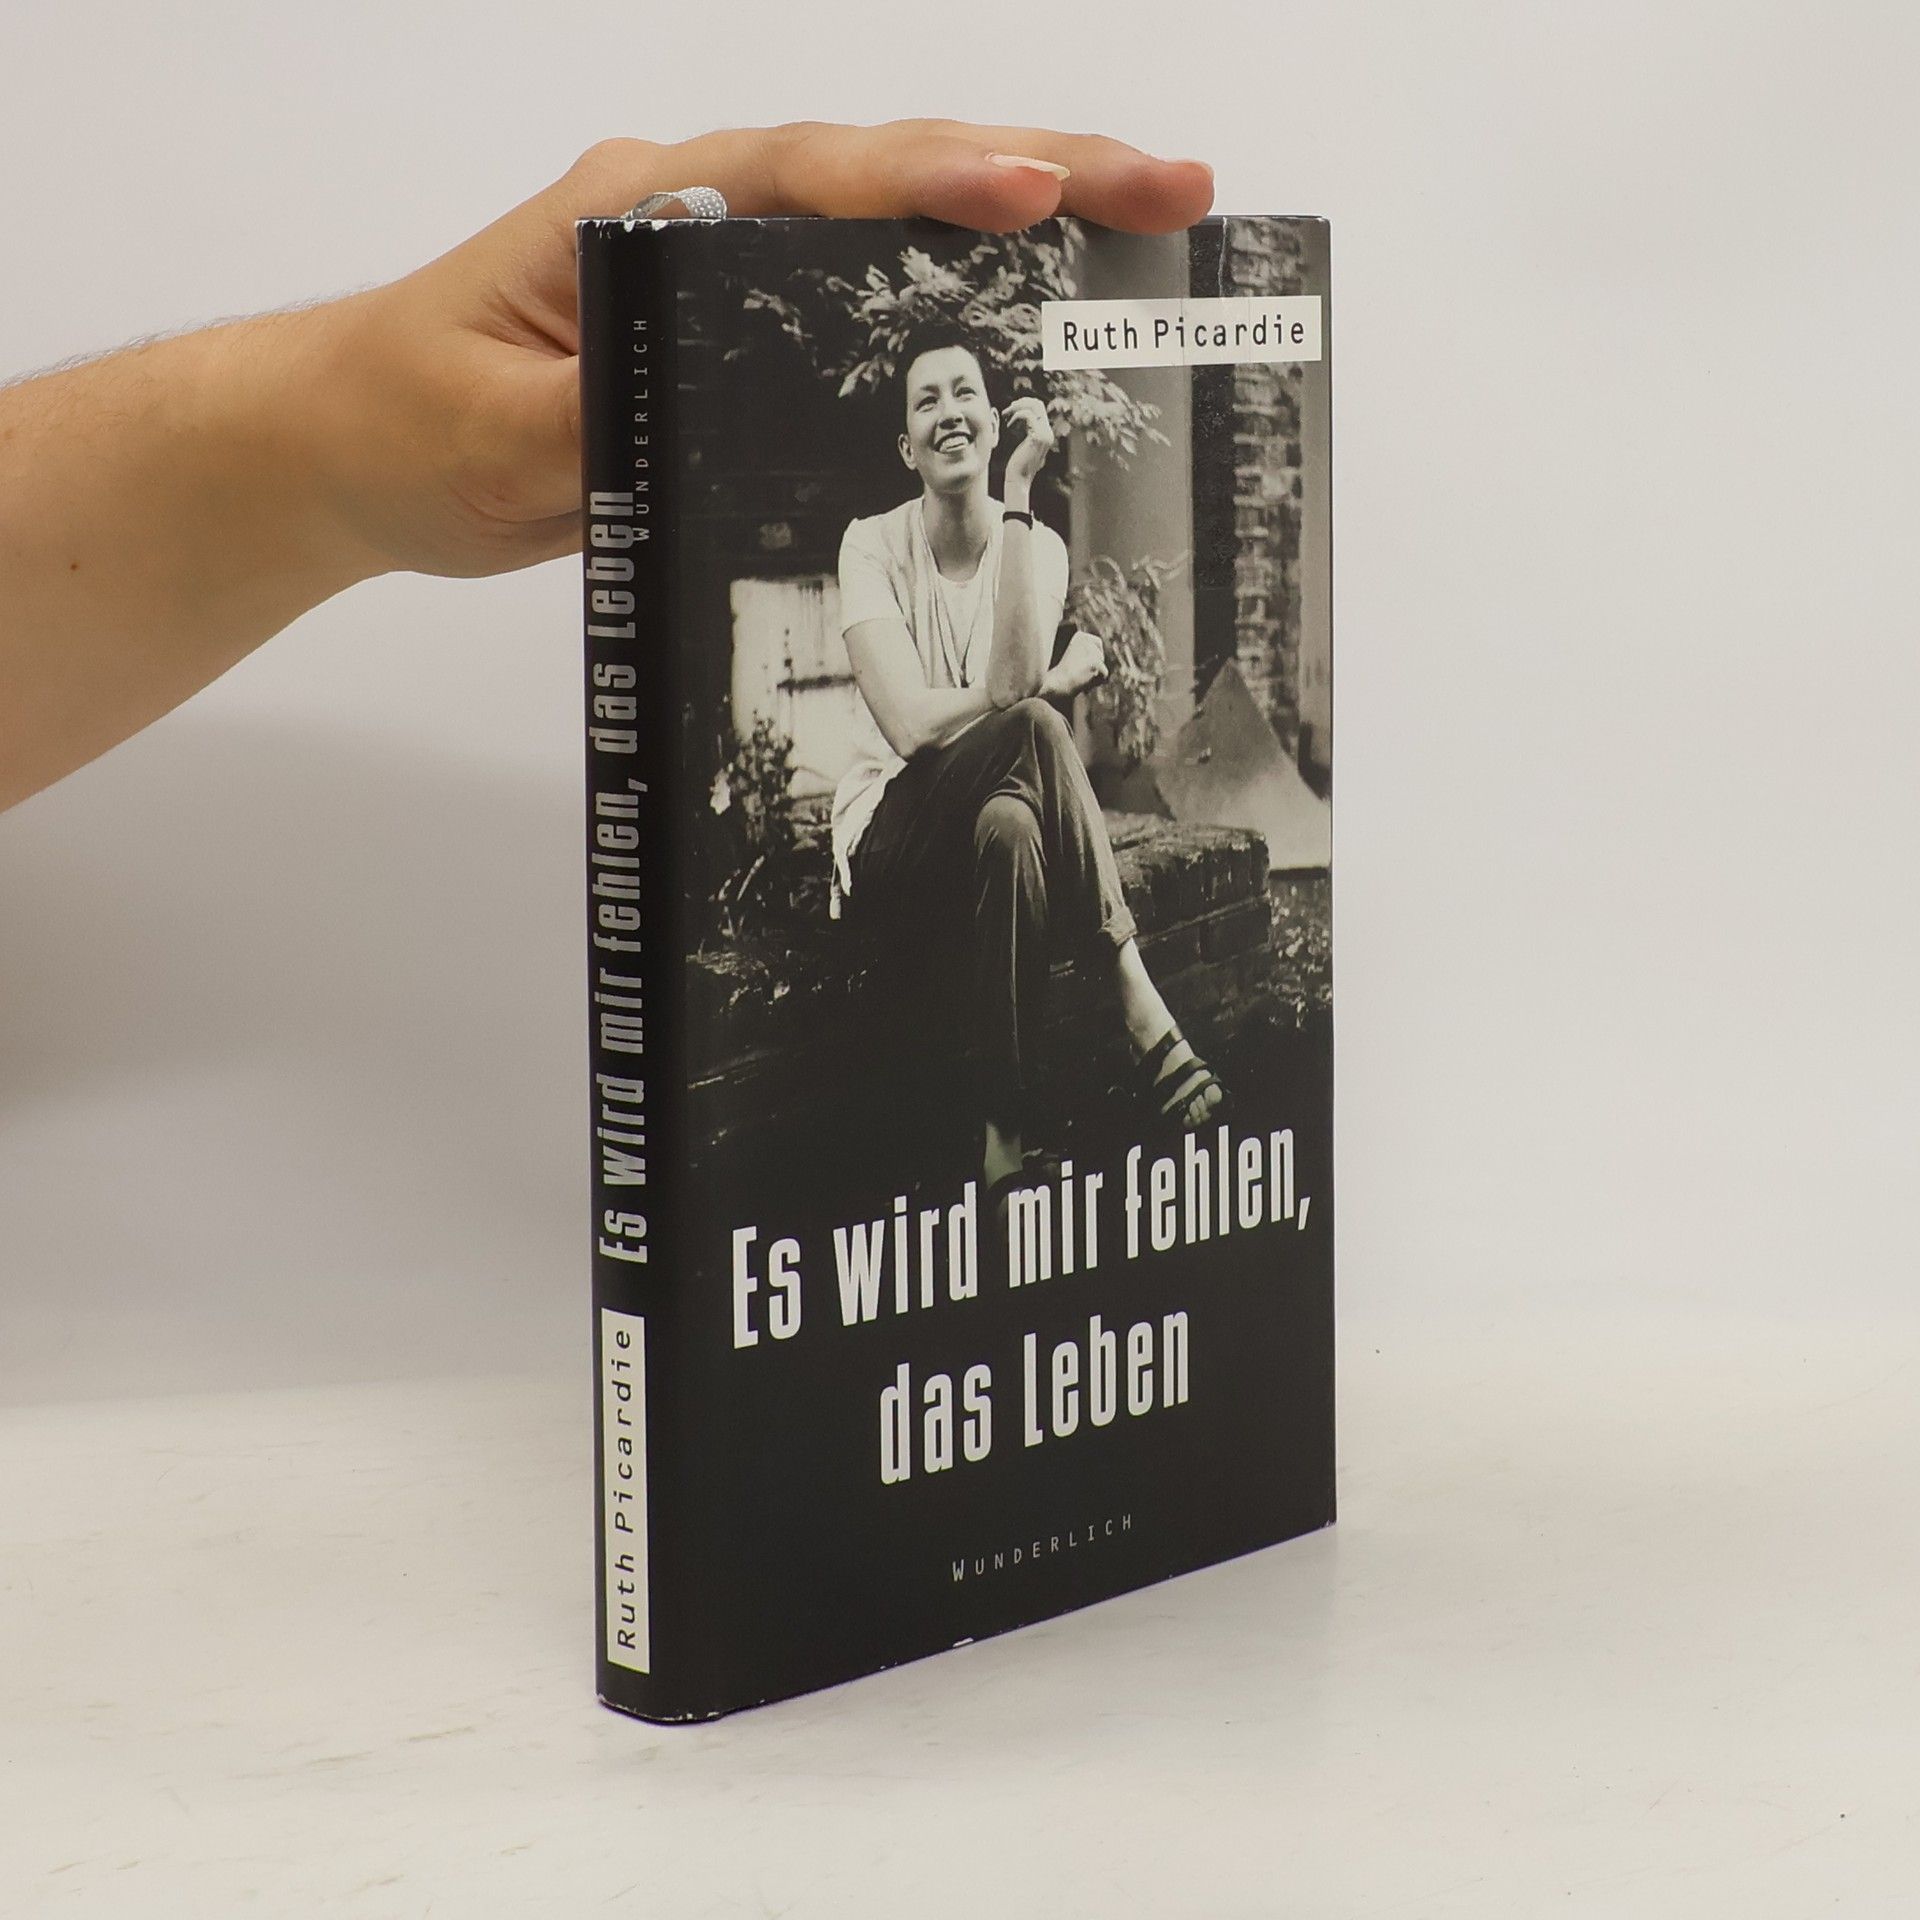 Ruth Picardie
Es wird mir fehlen,
das Leben
WUNDERLICH
Ruth Picardie
Es wird mir fehlen, das Leben
WUNDERLICH